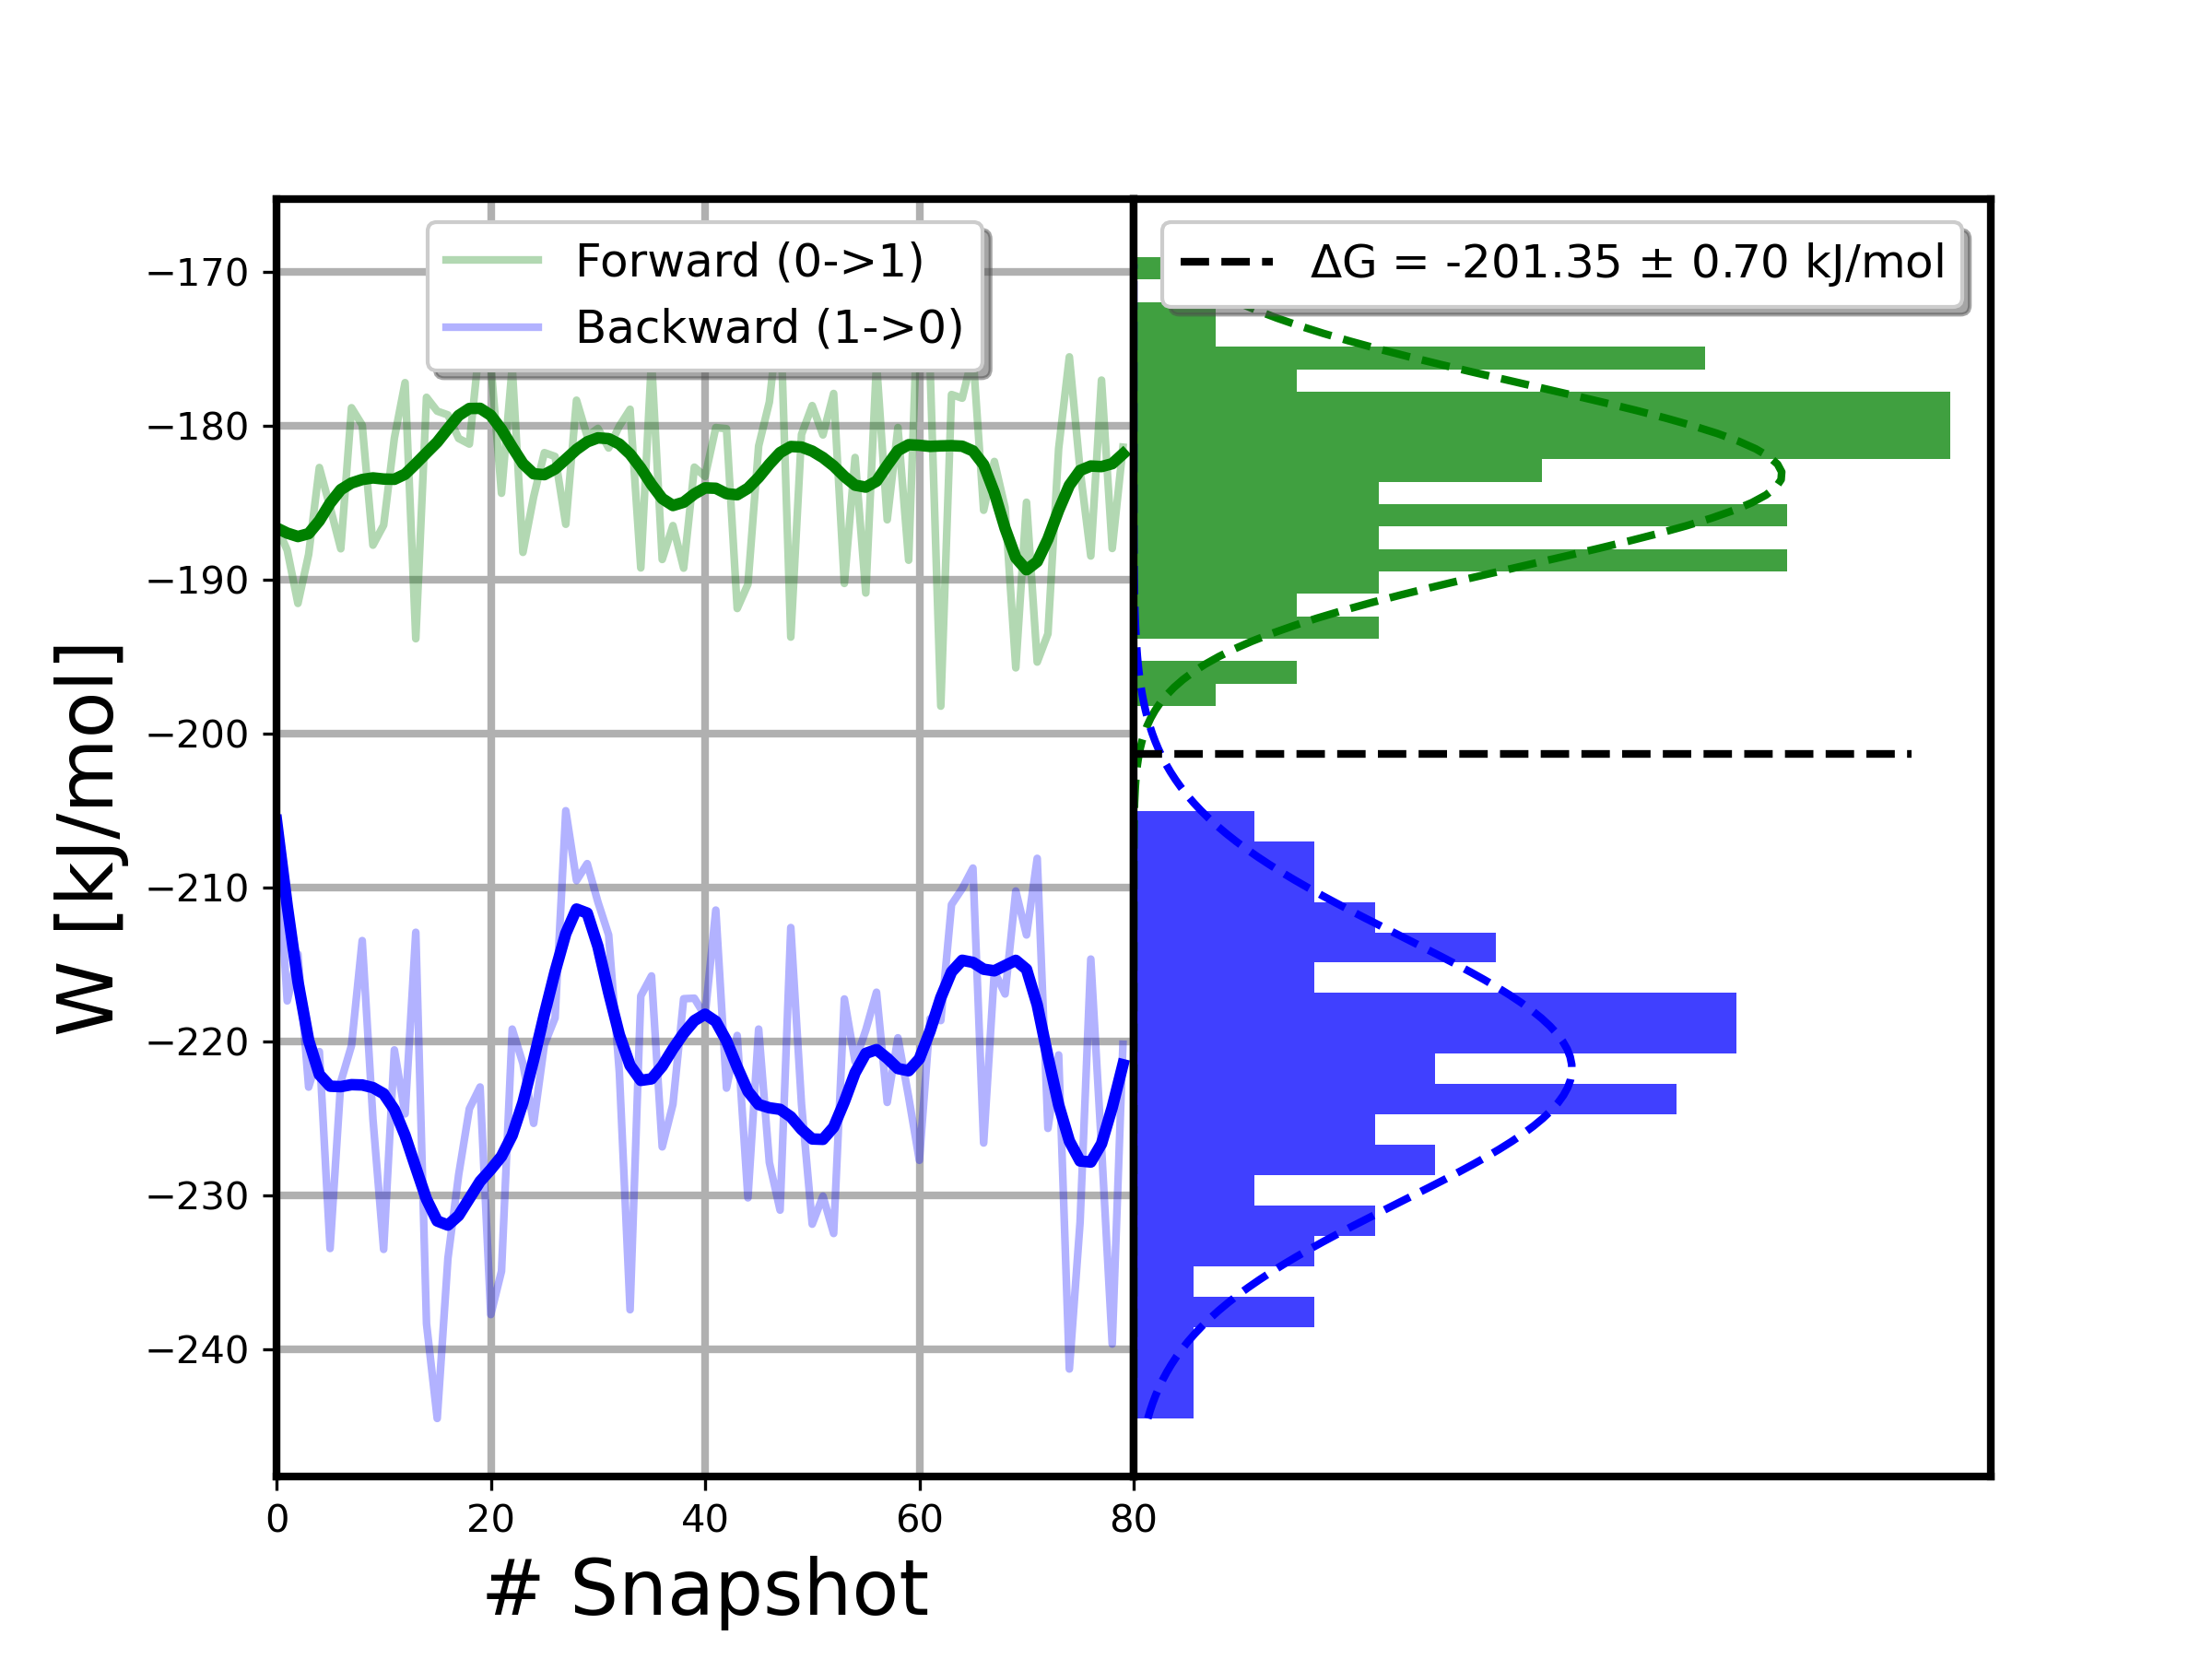 Forward (0->1)
Backward (1->0)
ΔG = -201.35 ± 0.70 kJ/mol
−170
−180
−190
−200
−210
−220
−230
−240
W [kJ/mol]
0 20 40 60 80
# Snapshot